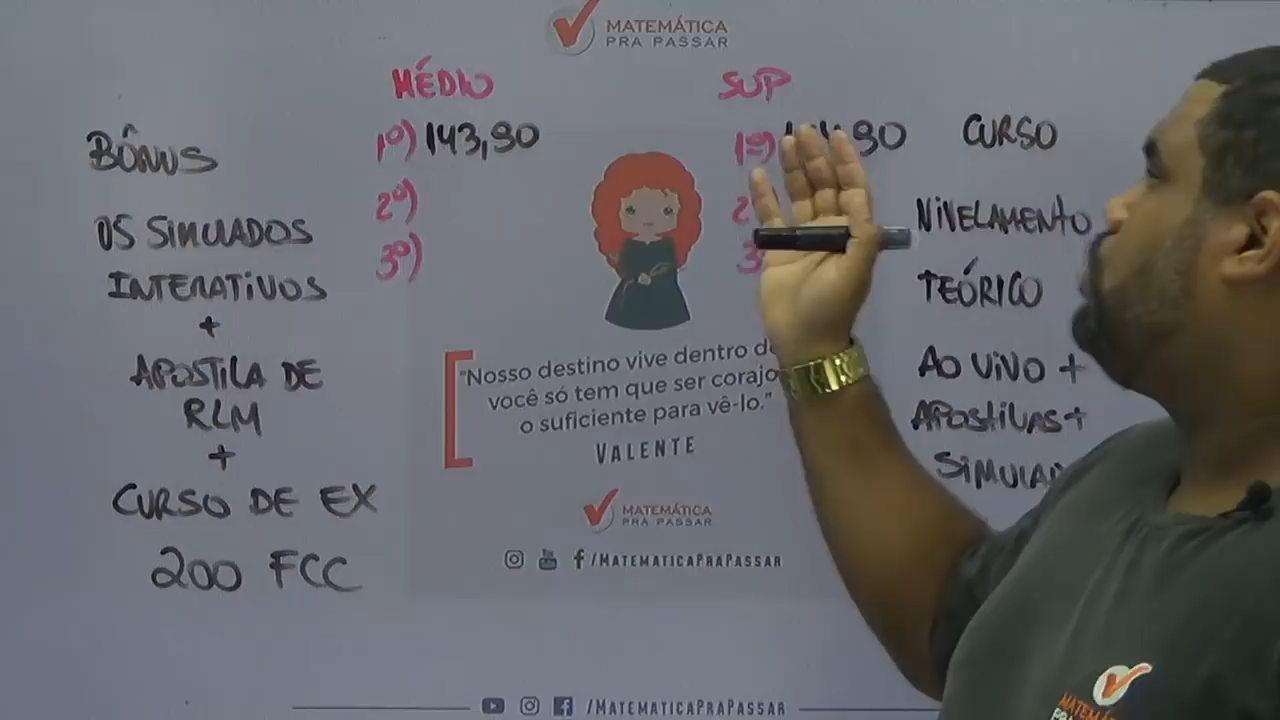 MATEMÁTICA
PRA PASSAR
MÉDIO
SUP
BÔNUS
1º) 143,90
1º)
90
CURSO
2º)
NIVELAMENTO
OS SIMULADOS
3º)
INTERATIVOS
TEÓRICO
+
APOSTILA DE
AO VIVO +
RLM
APOSTILAS +
+
CURSO DE EX
200 FCC
"Nosso destino vive dentro de
você só tem que ser
o suficiente para vê-lo."
VALENTE
MATEMÁTICA
PRA PASSAR
/MATEMATICAPRAPASSAR
/MATEMATICAPRAPASSAR